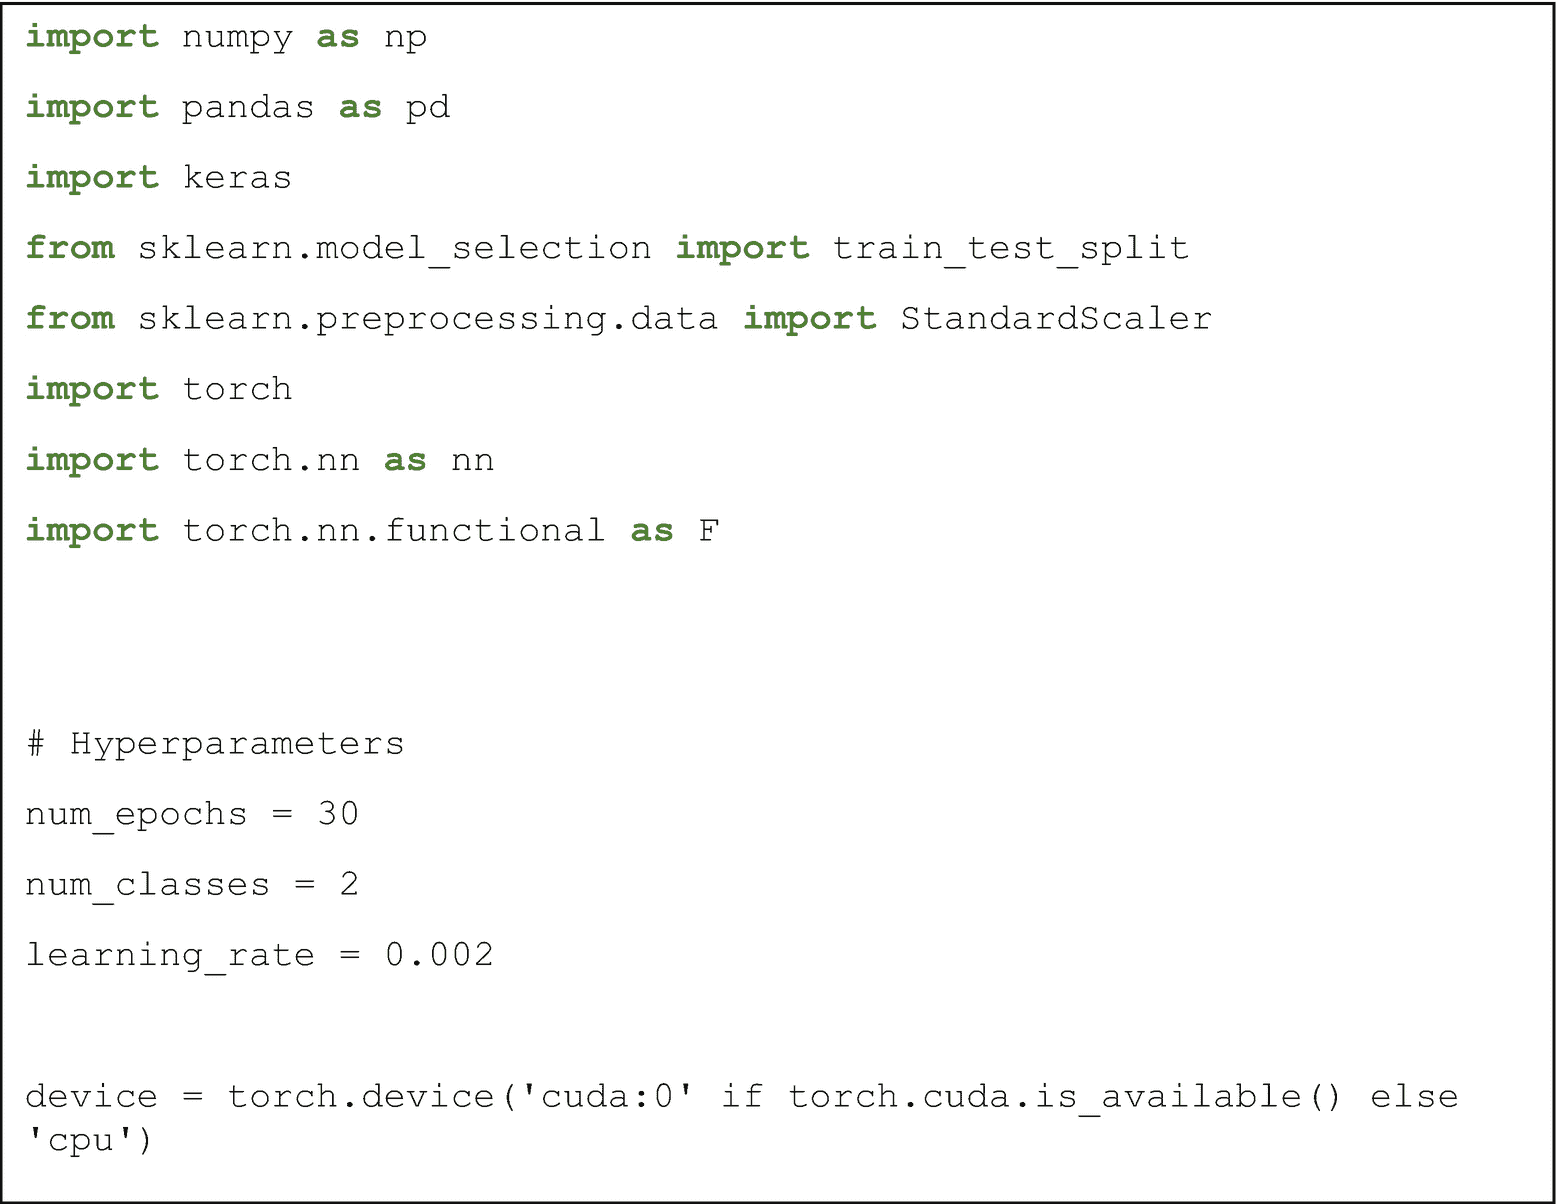 import numpy as np
import pandas as pd
import keras
from sklearn.model_selection import train_test_split
from sklearn.preprocessing.data import StandardScaler
import torch
import torch.nn as nn
import torch.nn.functional as F
# Hyperparameters
num_epochs = 30
num_classes = 2
learning_rate = 0.002
device = torch.device('cuda:0' if torch.cuda.is_available() else
'cpu')